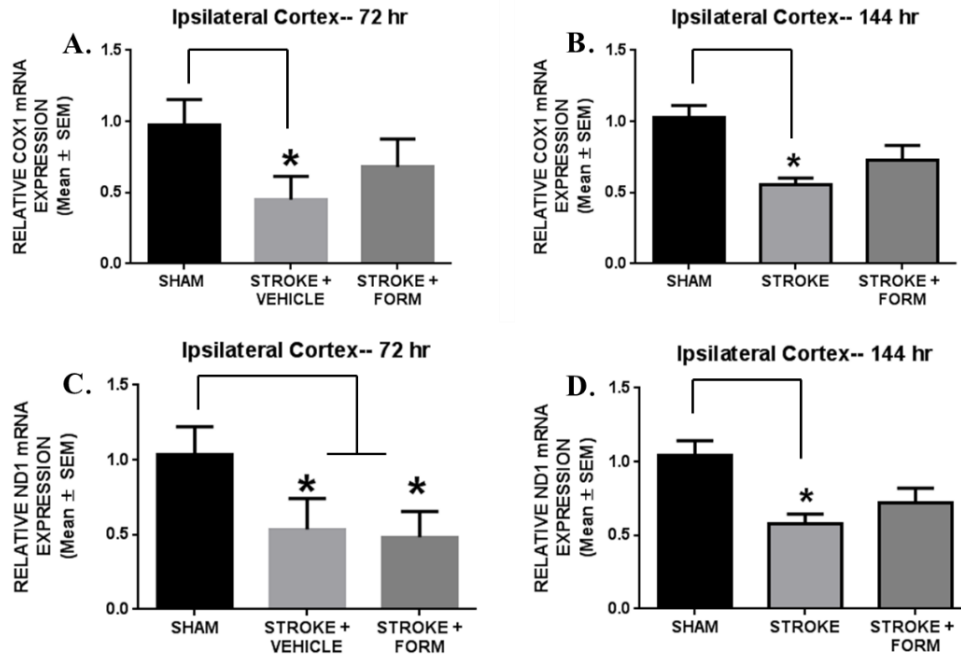 A.
Ipsilateral Cortex-- 72 hr
RELATIVE COX1 mRNA
EXPRESSION
(Mean ± SEM)
1.5
1.0
0.5
0.0
*
SHAM
STROKE +
VEHICLE
STROKE +
FORM
B.
Ipsilateral Cortex-- 144 hr
RELATIVE COX1 mRNA
EXPRESSION
(Mean ± SEM)
1.5
1.0
0.5
0.0
*
SHAM
STROKE
STROKE +
FORM
C.
Ipsilateral Cortex-- 72 hr
RELATIVE ND1 mRNA
EXPRESSION
(Mean ± SEM)
1.5
1.0
0.5
0.0
*
*
SHAM
STROKE +
VEHICLE
STROKE +
FORM
D.
Ipsilateral Cortex-- 144 hr
RELATIVE ND1 mRNA
EXPRESSION
(Mean ± SEM)
1.5
1.0
0.5
0.0
*
SHAM
STROKE
STROKE +
FORM